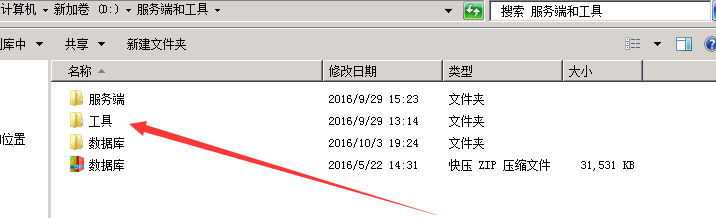 计算机 ▸ 新加卷 (D:) ▸ 服务端和工具 ▸ 搜索 服务端和工具
库中 共享 新建文件夹
名称 修改日期 类型 大小
服务端 2016/9/29 15:23 文件夹
工具 2016/9/29 13:14 文件夹
数据库 2016/10/3 19:24 文件夹
数据库 2016/5/22 14:31 快压 ZIP 压缩文件 31,531 KB
位置